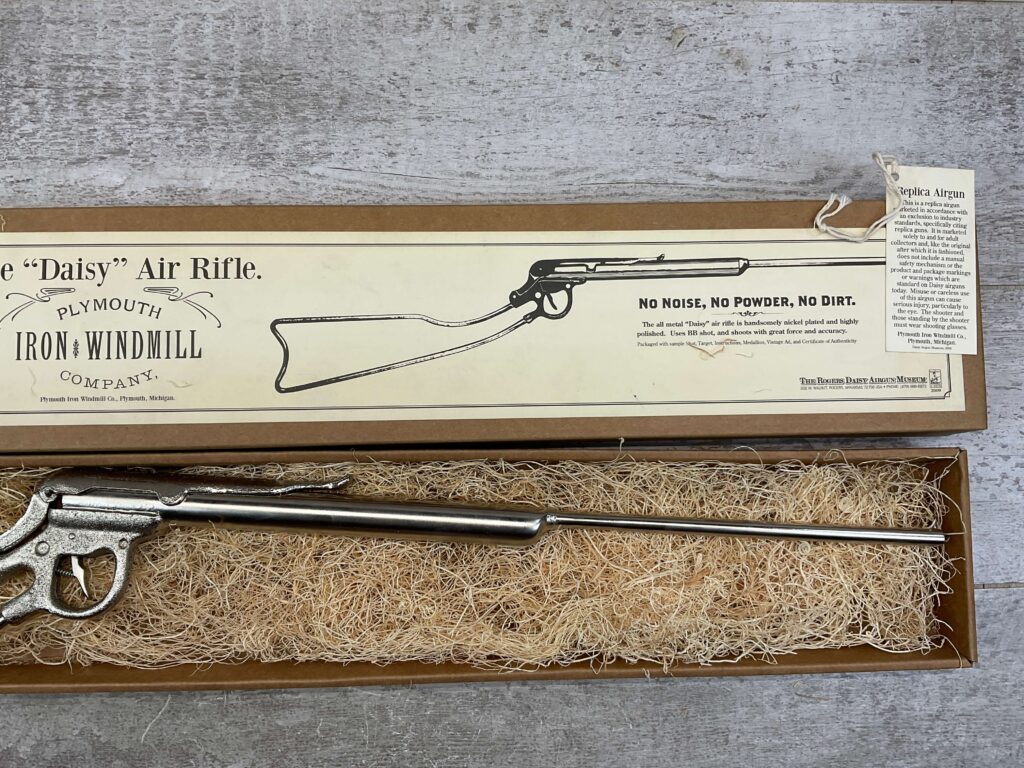 e "Daisy" Air Rifle.
PLYMOUTH
IRON & WINDMILL
COMPANY,
Plymouth Iron Windmill Co., Plymouth, Michigan.
No Noise, No Powder, No Dirt.
The all metal "Daisy" air rifle is handsomely nickel plated and highly
polished. Uses BB shot, and shoots with great force and accuracy.
Packaged with sample Shot, Target, Instructions, Medallion, Vintage Ad, and Certificate of Authenticity
The Rogers Daisy Airgun Museum
2009
Replica Airgun
This is a replica airgun
marketed in accordance with
an exclusion to industry
standards, specifically citing
replica guns. It is marketed
solely to and for adult
collectors and, like the original
after which it is fashioned,
does not include a manual
safety mechanism or the
product and package markings
or warnings which are
standard on Daisy airguns
today. Misuse or careless use
of this airgun can cause
serious injury, particularly to
the eye. The shooter and
those standing by the shooter
must wear shooting glasses.
Plymouth Iron Windmill Co.,
Plymouth, Michigan.